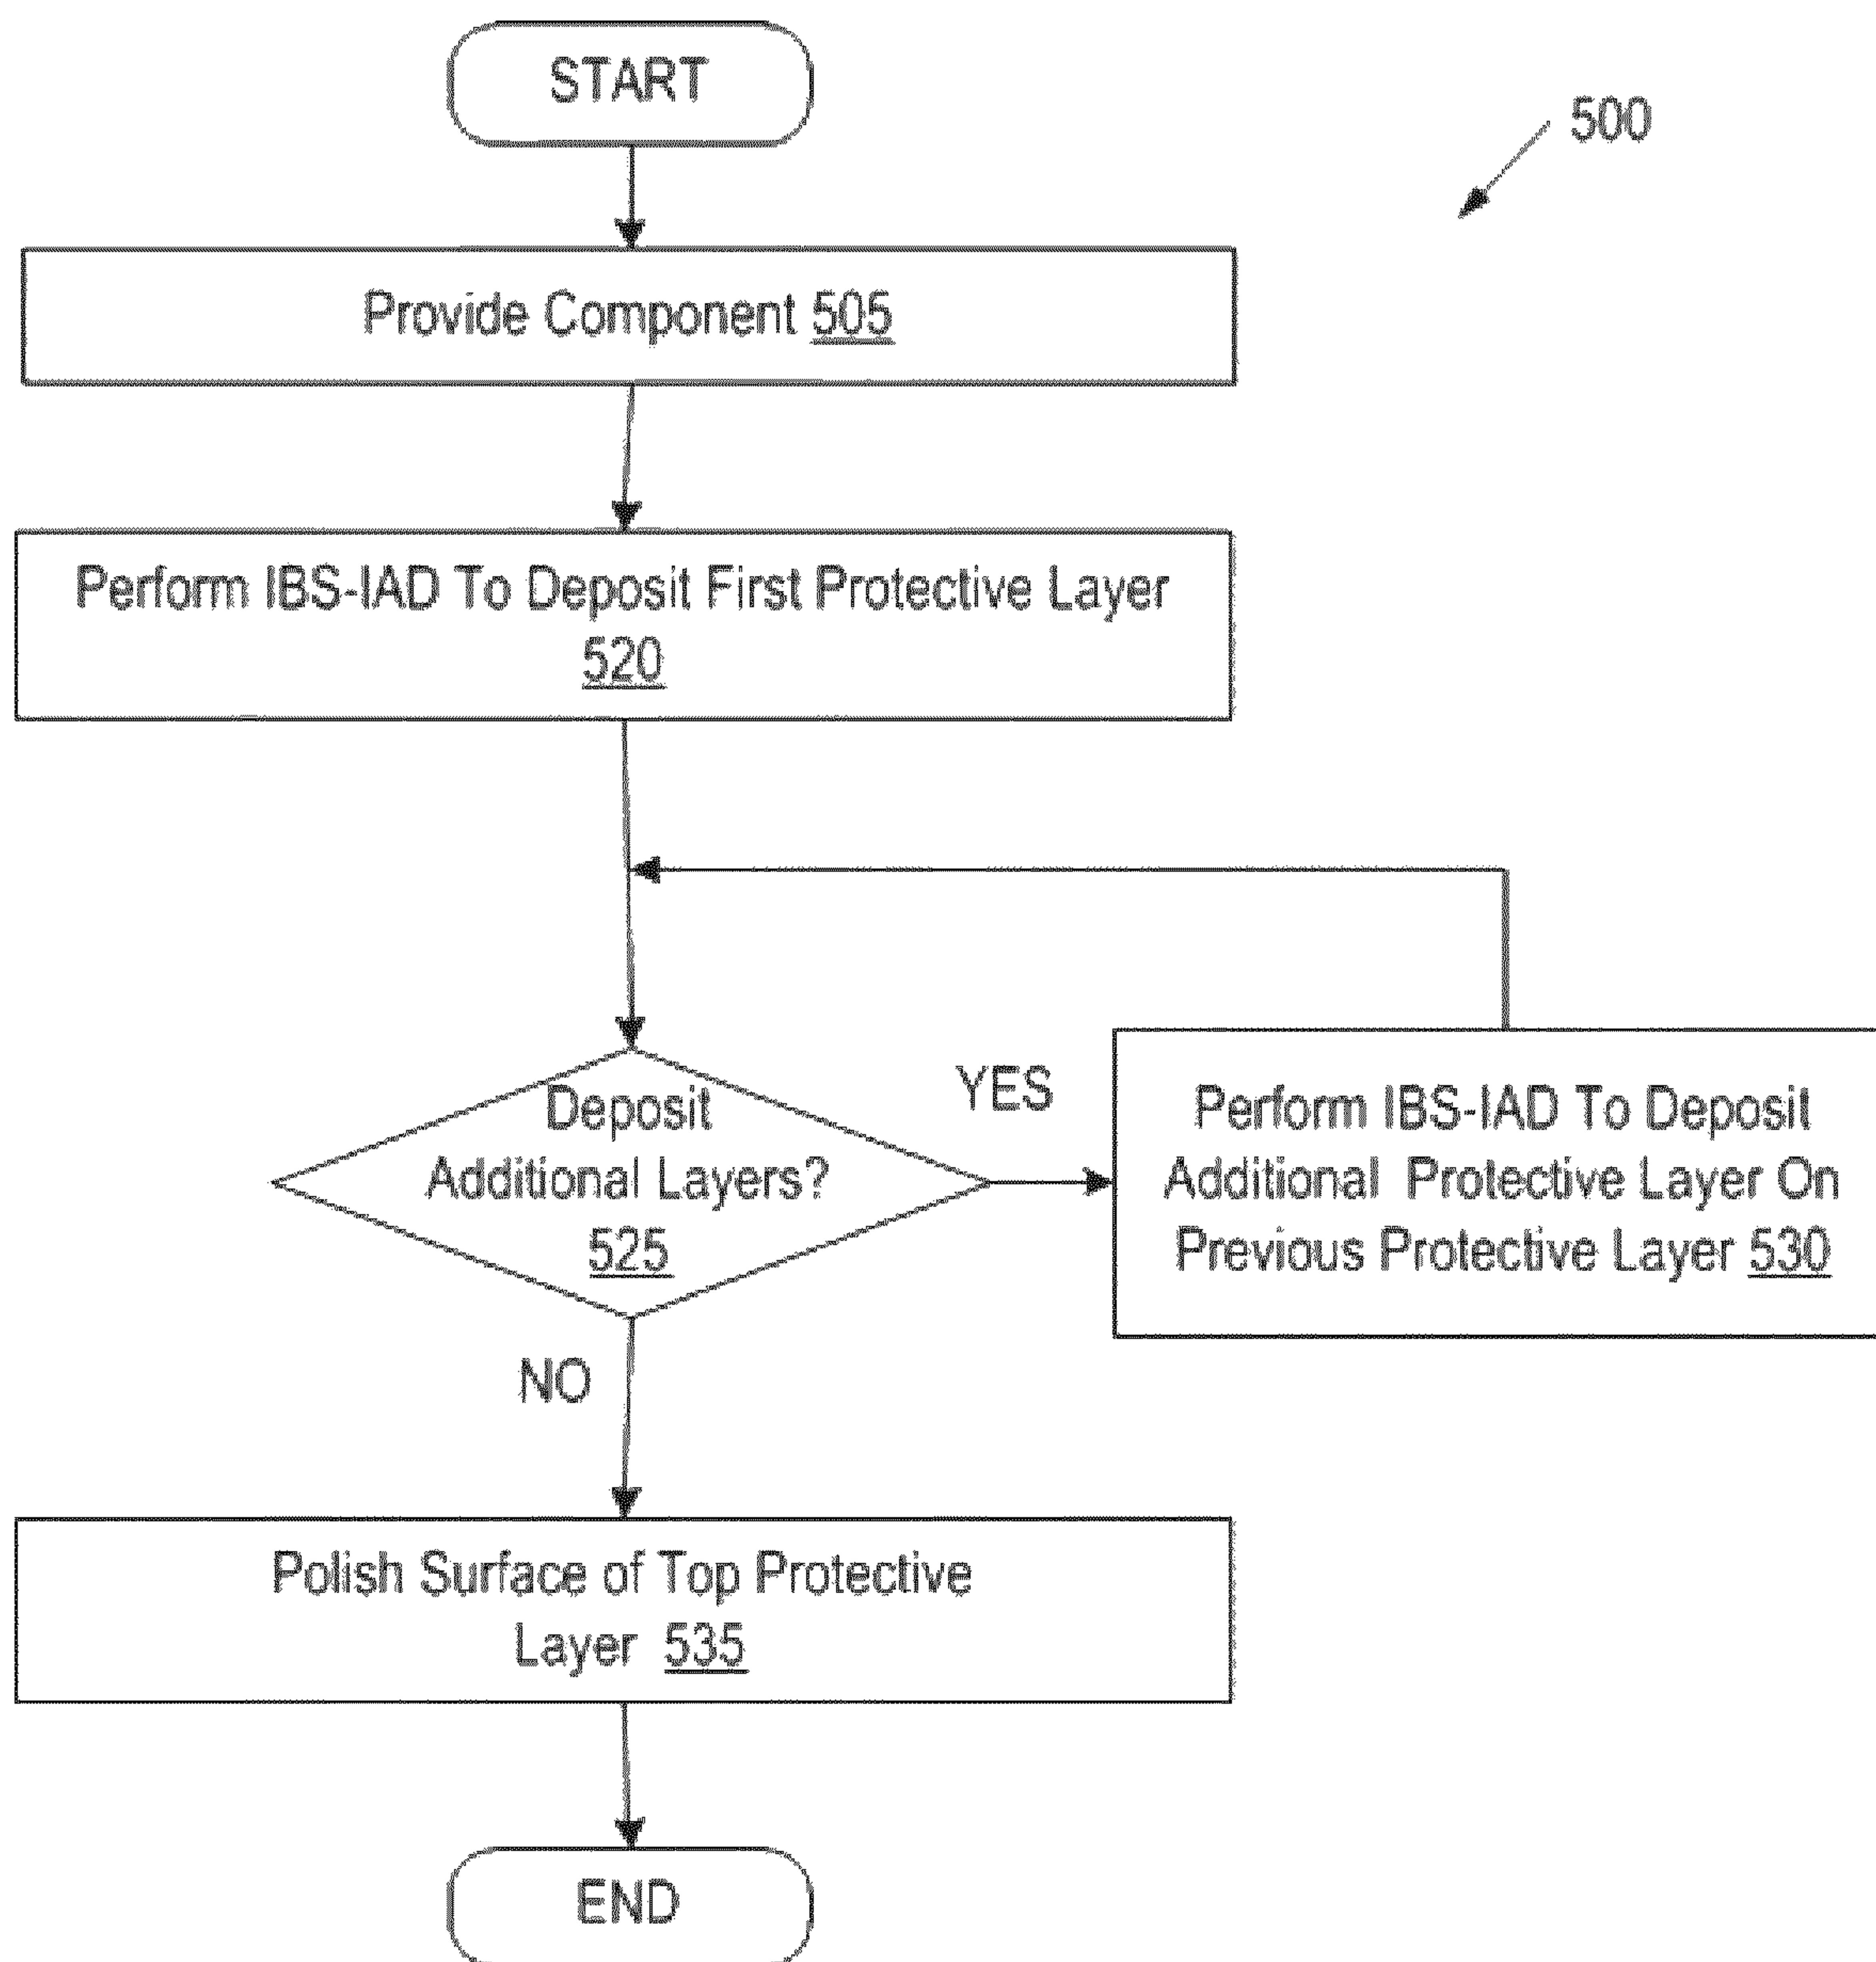 START
500
Provide Component 505
Perform IBS-IAD To Deposit First Protective Layer
520
Deposit
Additional Layers?
525
YES
Perform IBS-IAD To Deposit
Additional Protective Layer On
Previous Protective Layer 530
NO
Polish Surface of Top Protective
Layer 535
END